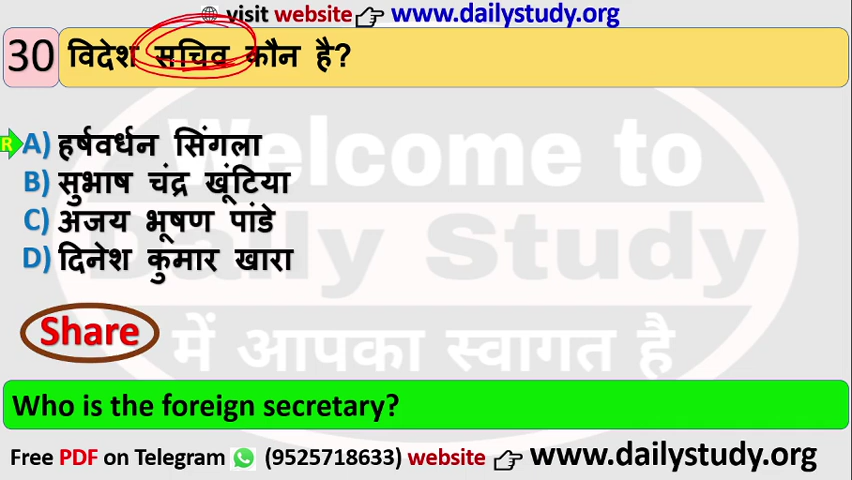 visit website www.dailystudy.org
30 विदेश सचिव कौन है?
R A) हर्षवर्धन सिंगला
B) सुभाष चंद्र खूंटिया
C) अजय भूषण पांडे
D) दिनेश कुमार खारा
Welcome to
Daily Study
में आपका स्वागत है
Share
Who is the foreign secretary?
Free PDF on Telegram (9525718633) website www.dailystudy.org